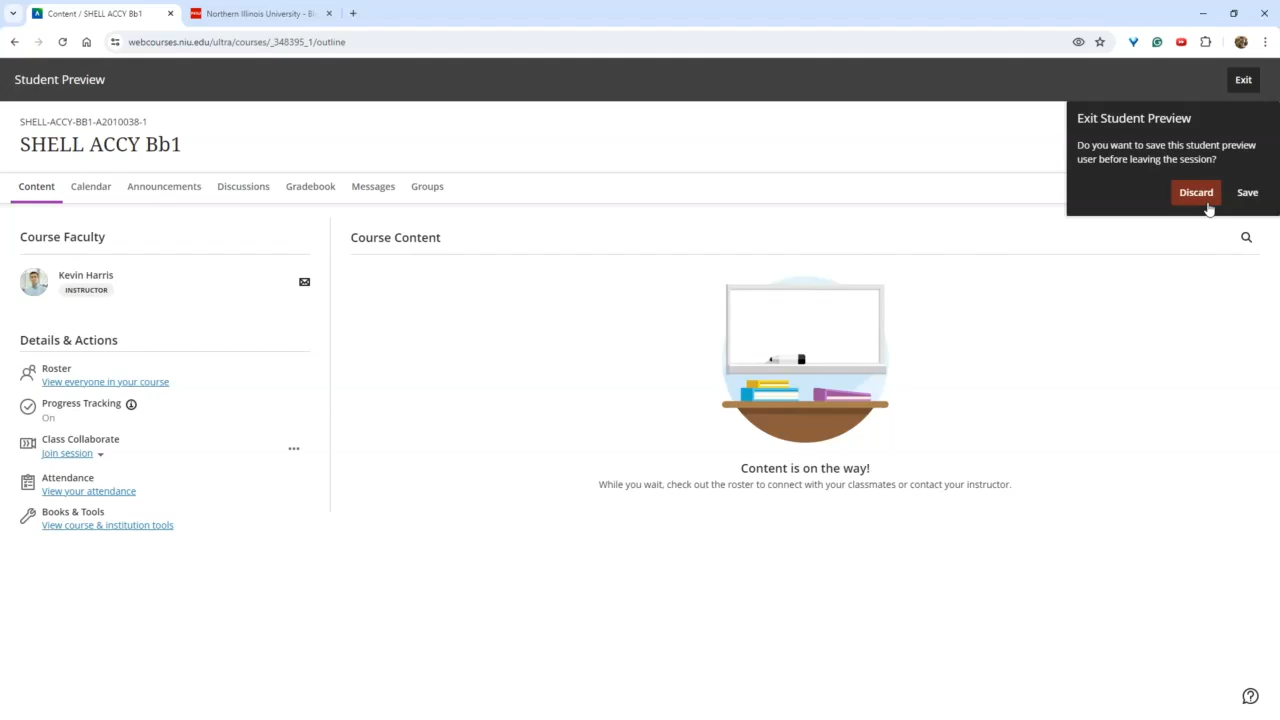 Content / SHELL ACCY Bb1
Northern Illinois University - Bl
webcourses.niu.edu/ultra/courses/_348395_1/outline
Student Preview
Exit
SHELL-ACCY-BB1-A2010038-1
SHELL ACCY Bb1
Exit Student Preview
Do you want to save this student preview
user before leaving the session?
Discard
Save
Content
Calendar
Announcements
Discussions
Gradebook
Messages
Groups
Course Faculty
Kevin Harris
INSTRUCTOR
Details & Actions
Roster
View everyone in your course
Progress Tracking
On
Class Collaborate
Join session
Attendance
View your attendance
Books & Tools
View course & institution tools
Course Content
Content is on the way!
While you wait, check out the roster to connect with your classmates or contact your instructor.